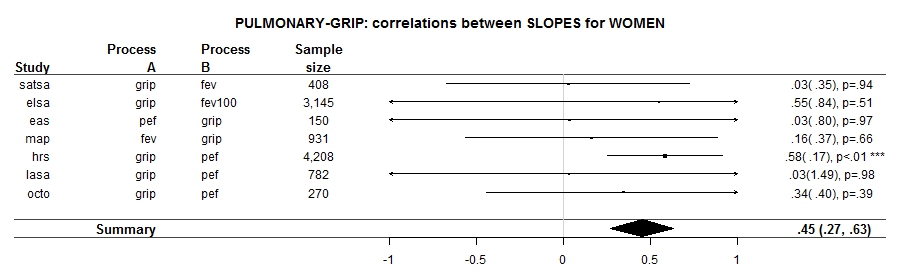 PULMONARY-GRIP: correlations between SLOPES for WOMEN
Process Process Sample
Study A B size
satsa grip fev 408 .03( .35), p=.94
elsa grip fev100 3,145 .55( .84), p=.51
eas pef grip 150 .03( .80), p=.97
map fev grip 931 .16( .37), p=.66
hrs grip pef 4,208 .58( .17), p<.01 ***
lasa grip pef 782 .03(1.49), p=.98
octo grip pef 270 .34( .40), p=.39
Summary .45 (.27, .63)
-1 -0.5 0 0.5 1